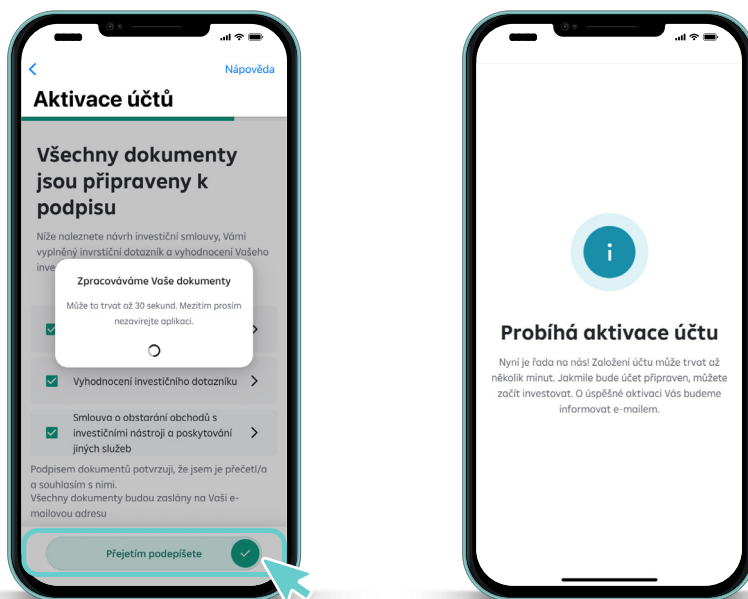 Nápověda
Aktivace účtů
Všechny dokumenty
jsou připraveny k
podpisu
Níže naleznete návrh investiční smlouvy, Vámi
vyplněný invrstiční dotazník a vyhodnocení Vašeho
inve
Zpracováváme Vaše dokumenty
Může to trvat až 30 sekund. Mezitím prosím
nezavírejte aplikaci.
Vyhodnocení investičního dotazníku
Smlouva o obstarání obchodů s
investičními nástroji a poskytování
jiných služeb
Podpisem dokumentů potvrzuji, že jsem je přečetl/a
a souhlasím s nimi.
Všechny dokumenty budou zaslány na Vaši e-
mailovou adresu
Přejetím podepíšete
i
Probíhá aktivace účtu
Nyní je řada na nás! Založení účtu může trvat až
několik minut. Jakmile bude účet připraven, můžete
začít investovat. O úspěšné aktivaci Vás budeme
informovat e-mailem.